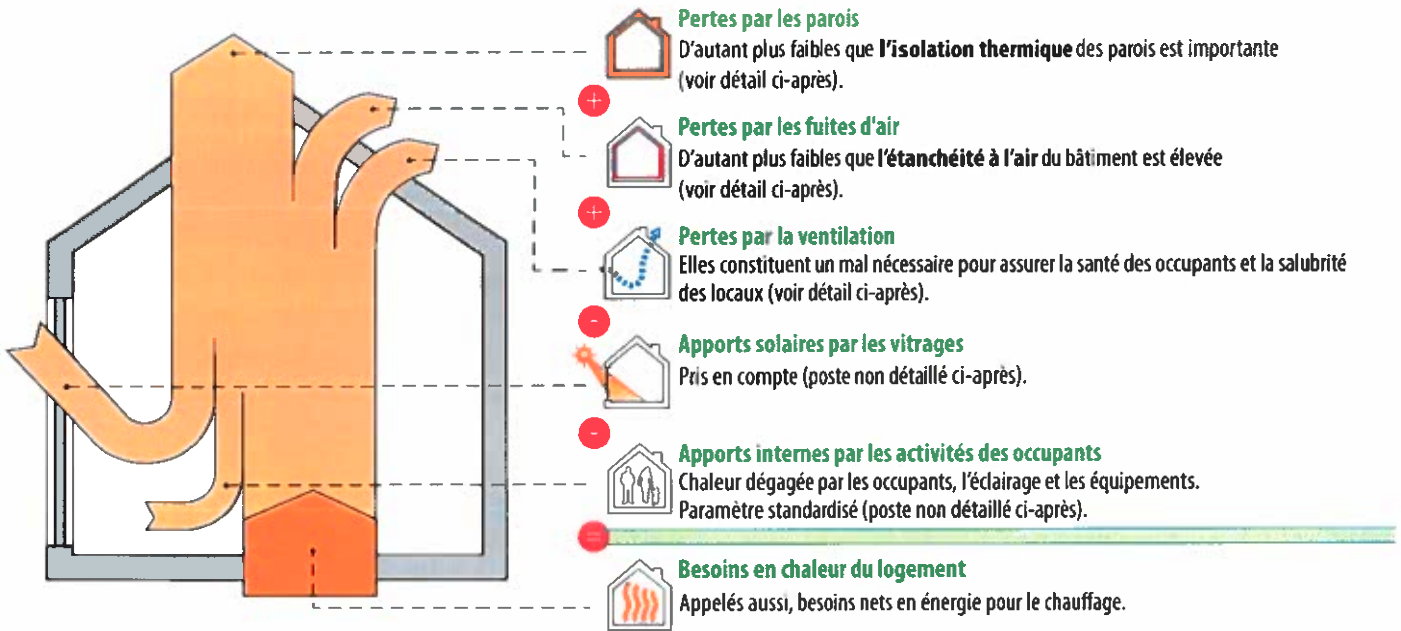 Pertes par les parois
D'autant plus faibles que l'isolation thermique des parois est importante
(voir détail ci-après).
+
Pertes par les fuites d'air
D'autant plus faibles que l'étanchéité à l'air du bâtiment est élevée
(voir détail ci-après).
+
Pertes par la ventilation
Elles constituent un mal nécessaire pour assurer la santé des occupants et la salubrité
des locaux (voir détail ci-après).
-
Apports solaires par les vitrages
Pris en compte (poste non détaillé ci-après).
-
Apports internes par les activités des occupants
Chaleur dégagée par les occupants, l'éclairage et les équipements.
Paramètre standardisé (poste non détaillé ci-après).
=
Besoins en chaleur du logement
Appelés aussi, besoins nets en énergie pour le chauffage.